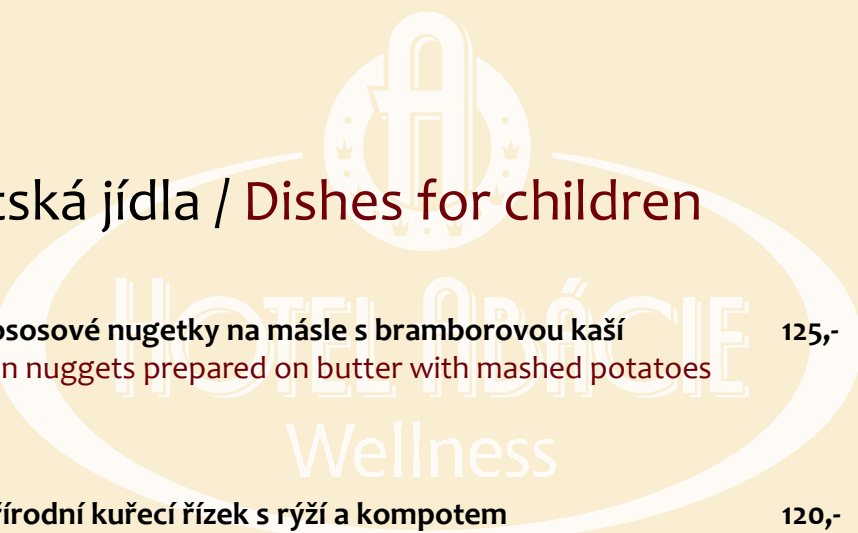 A
tská jídla / Dishes for children
HOTEL ABÁCIE
ososové nugetky na másle s bramborovou kaší 125,-
n nuggets prepared on butter with mashed potatoes
Wellness
řírodní kuřecí řízek s rýží a kompotem 120,-